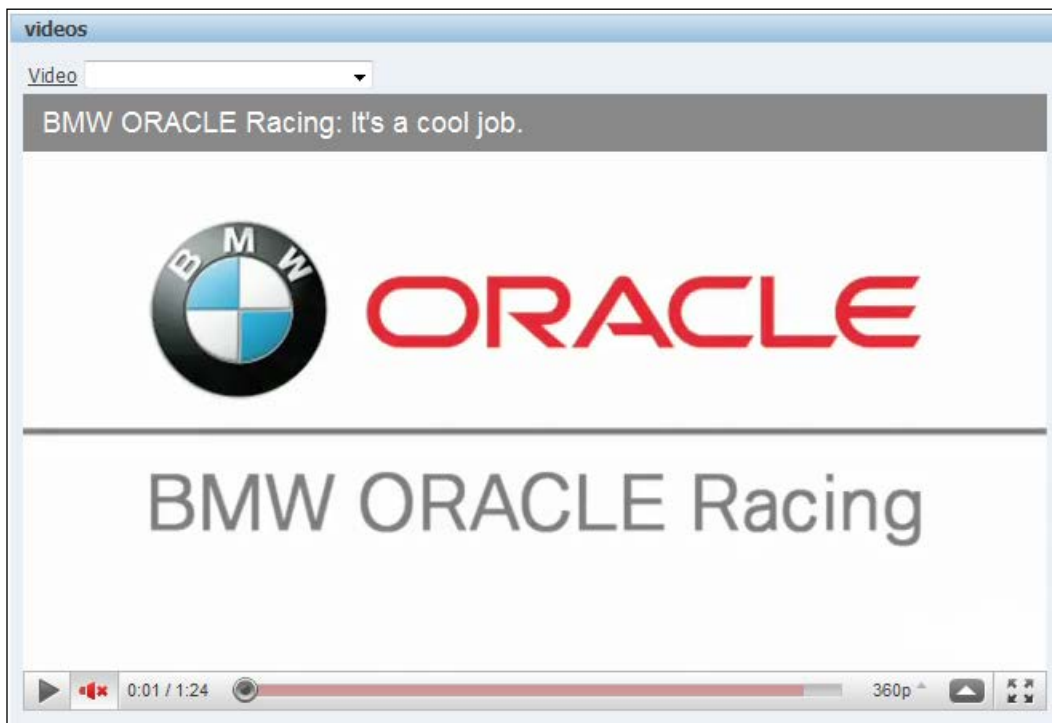 videos
Video
BMW ORACLE Racing: It's a cool job.
BMW
ORACLE
BMW ORACLE Racing
0:01 / 1:24
360p